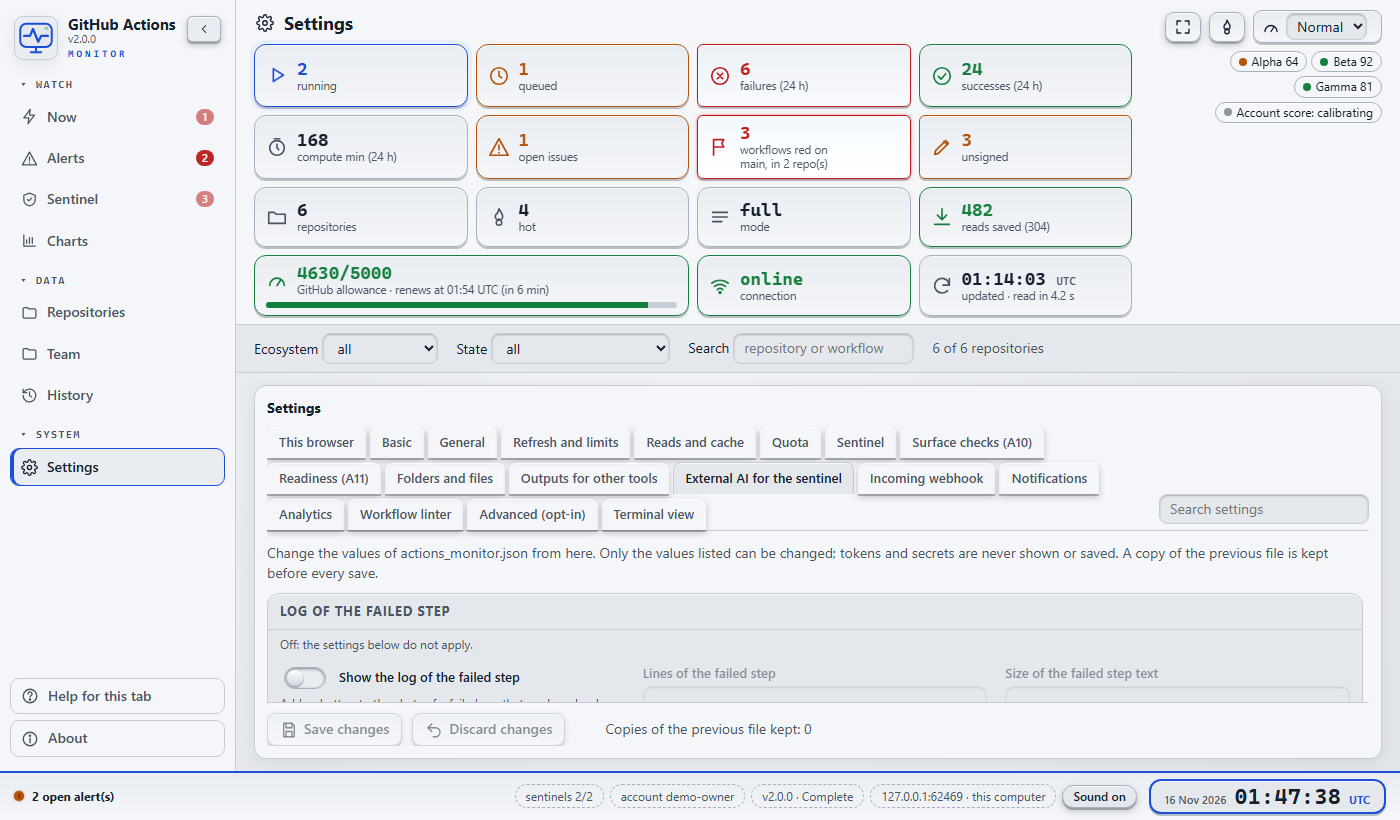 GitHub Actions
v2.0.0
MONITOR
WATCH
Now 1
Alerts 2
Sentinel 3
Charts
DATA
Repositories
Team
History
SYSTEM
Settings
Help for this tab
About
Settings
Normal
Alpha 64
Beta 92
Gamma 81
Account score: calibrating
2
running
1
queued
6
failures (24 h)
24
successes (24 h)
168
compute min (24 h)
1
open issues
3
workflows red on
main, in 2 repo(s)
3
unsigned
6
repositories
4
hot
full
mode
482
reads saved (304)
4630/5000
GitHub allowance · renews at 01:54 UTC (in 6 min)
online
connection
01:14:03 UTC
updated · read in 4.2 s
Ecosystem all State all Search repository or workflow 6 of 6 repositories
Settings
This browser Basic General Refresh and limits Reads and cache Quota Sentinel Surface checks (A10)
Readiness (A11) Folders and files Outputs for other tools External AI for the sentinel Incoming webhook Notifications
Analytics Workflow linter Advanced (opt-in) Terminal view
Search settings
Change the values of actions_monitor.json from here. Only the values listed can be changed; tokens and secrets are never shown or saved. A copy of the previous file is kept
before every save.
LOG OF THE FAILED STEP
Off: the settings below do not apply.
Show the log of the failed step
Lines of the failed step
Size of the failed step text
Save changes Discard changes Copies of the previous file kept: 0
2 open alert(s)
sentinels 2/2
account demo-owner
v2.0.0 · Complete
127.0.0.1:62469 · this computer
Sound on
16 Nov 2026 01:47:38 UTC